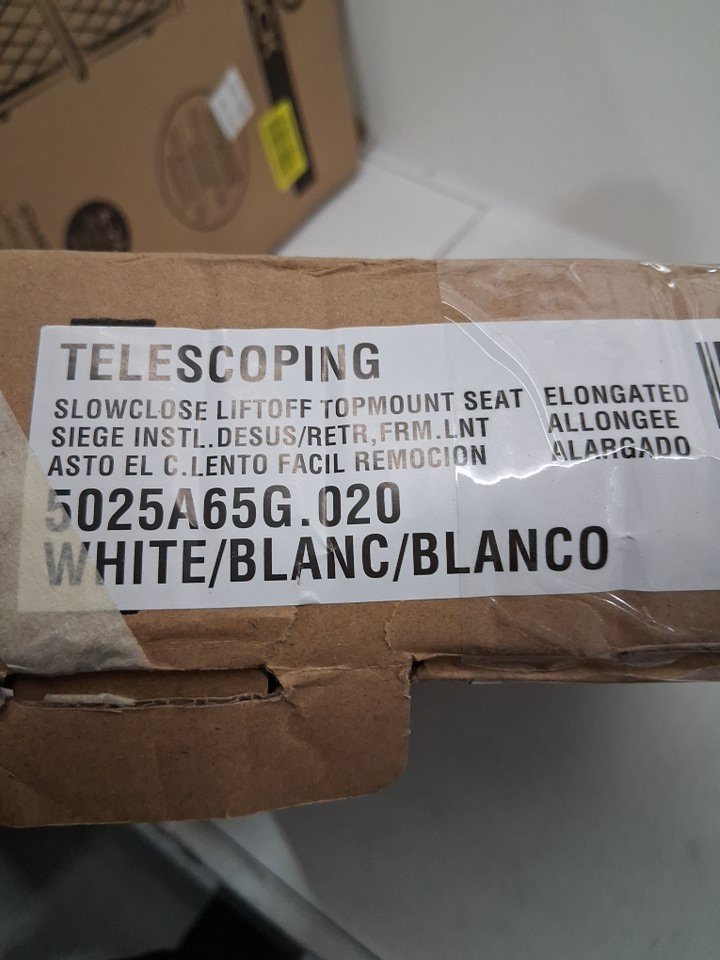 TELESCOPING
SLOWCLOSE LIFTOFF TOPMOUNT SEAT ELONGATED
SIEGE INSTL.DESUS/RETR,FRM.LNT ALLONGEE
ASTO EL C.LENTO FACIL REMOCION ALARGADO
5025A65G.020
WHITE/BLANC/BLANCO